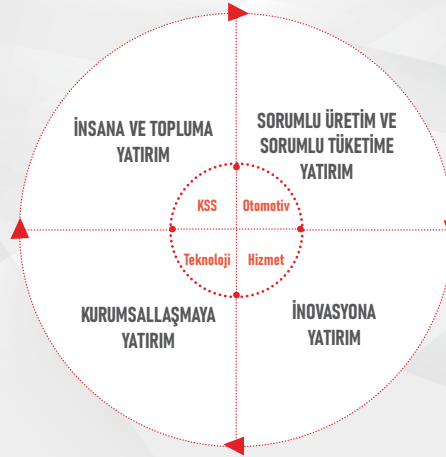 İNSANA VE TOPLUMA
YATIRIM
SORUMLU ÜRETİM VE
SORUMLU TÜKETİME
YATIRIM
KSS
Otomotiv
Teknoloji
Hizmet
KURUMSALLAŞMAYA
YATIRIM
İNOVASYONA
YATIRIM